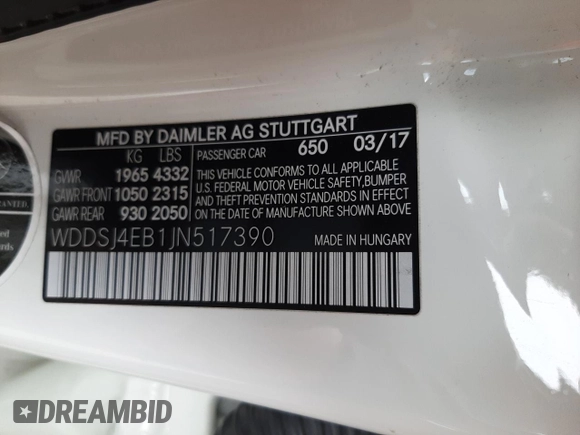 MFD BY DAIMLER AG STUTTGART
KG LBS
PASSENGER CAR 650 03/17
GVWR 1965 4332
GAWR FRONT 1050 2315
GAWR REAR 930 2050
THIS VEHICLE CONFORMS TO ALL APPLICABLE
U.S. FEDERAL MOTOR VEHICLE SAFETY, BUMPER
AND THEFT PREVENTION STANDARDS IN EFFECT
ON THE DATE OF MANUFACTURE SHOWN ABOVE.
WDDSJ4EB1JN517390 MADE IN HUNGARY
DREAMBID